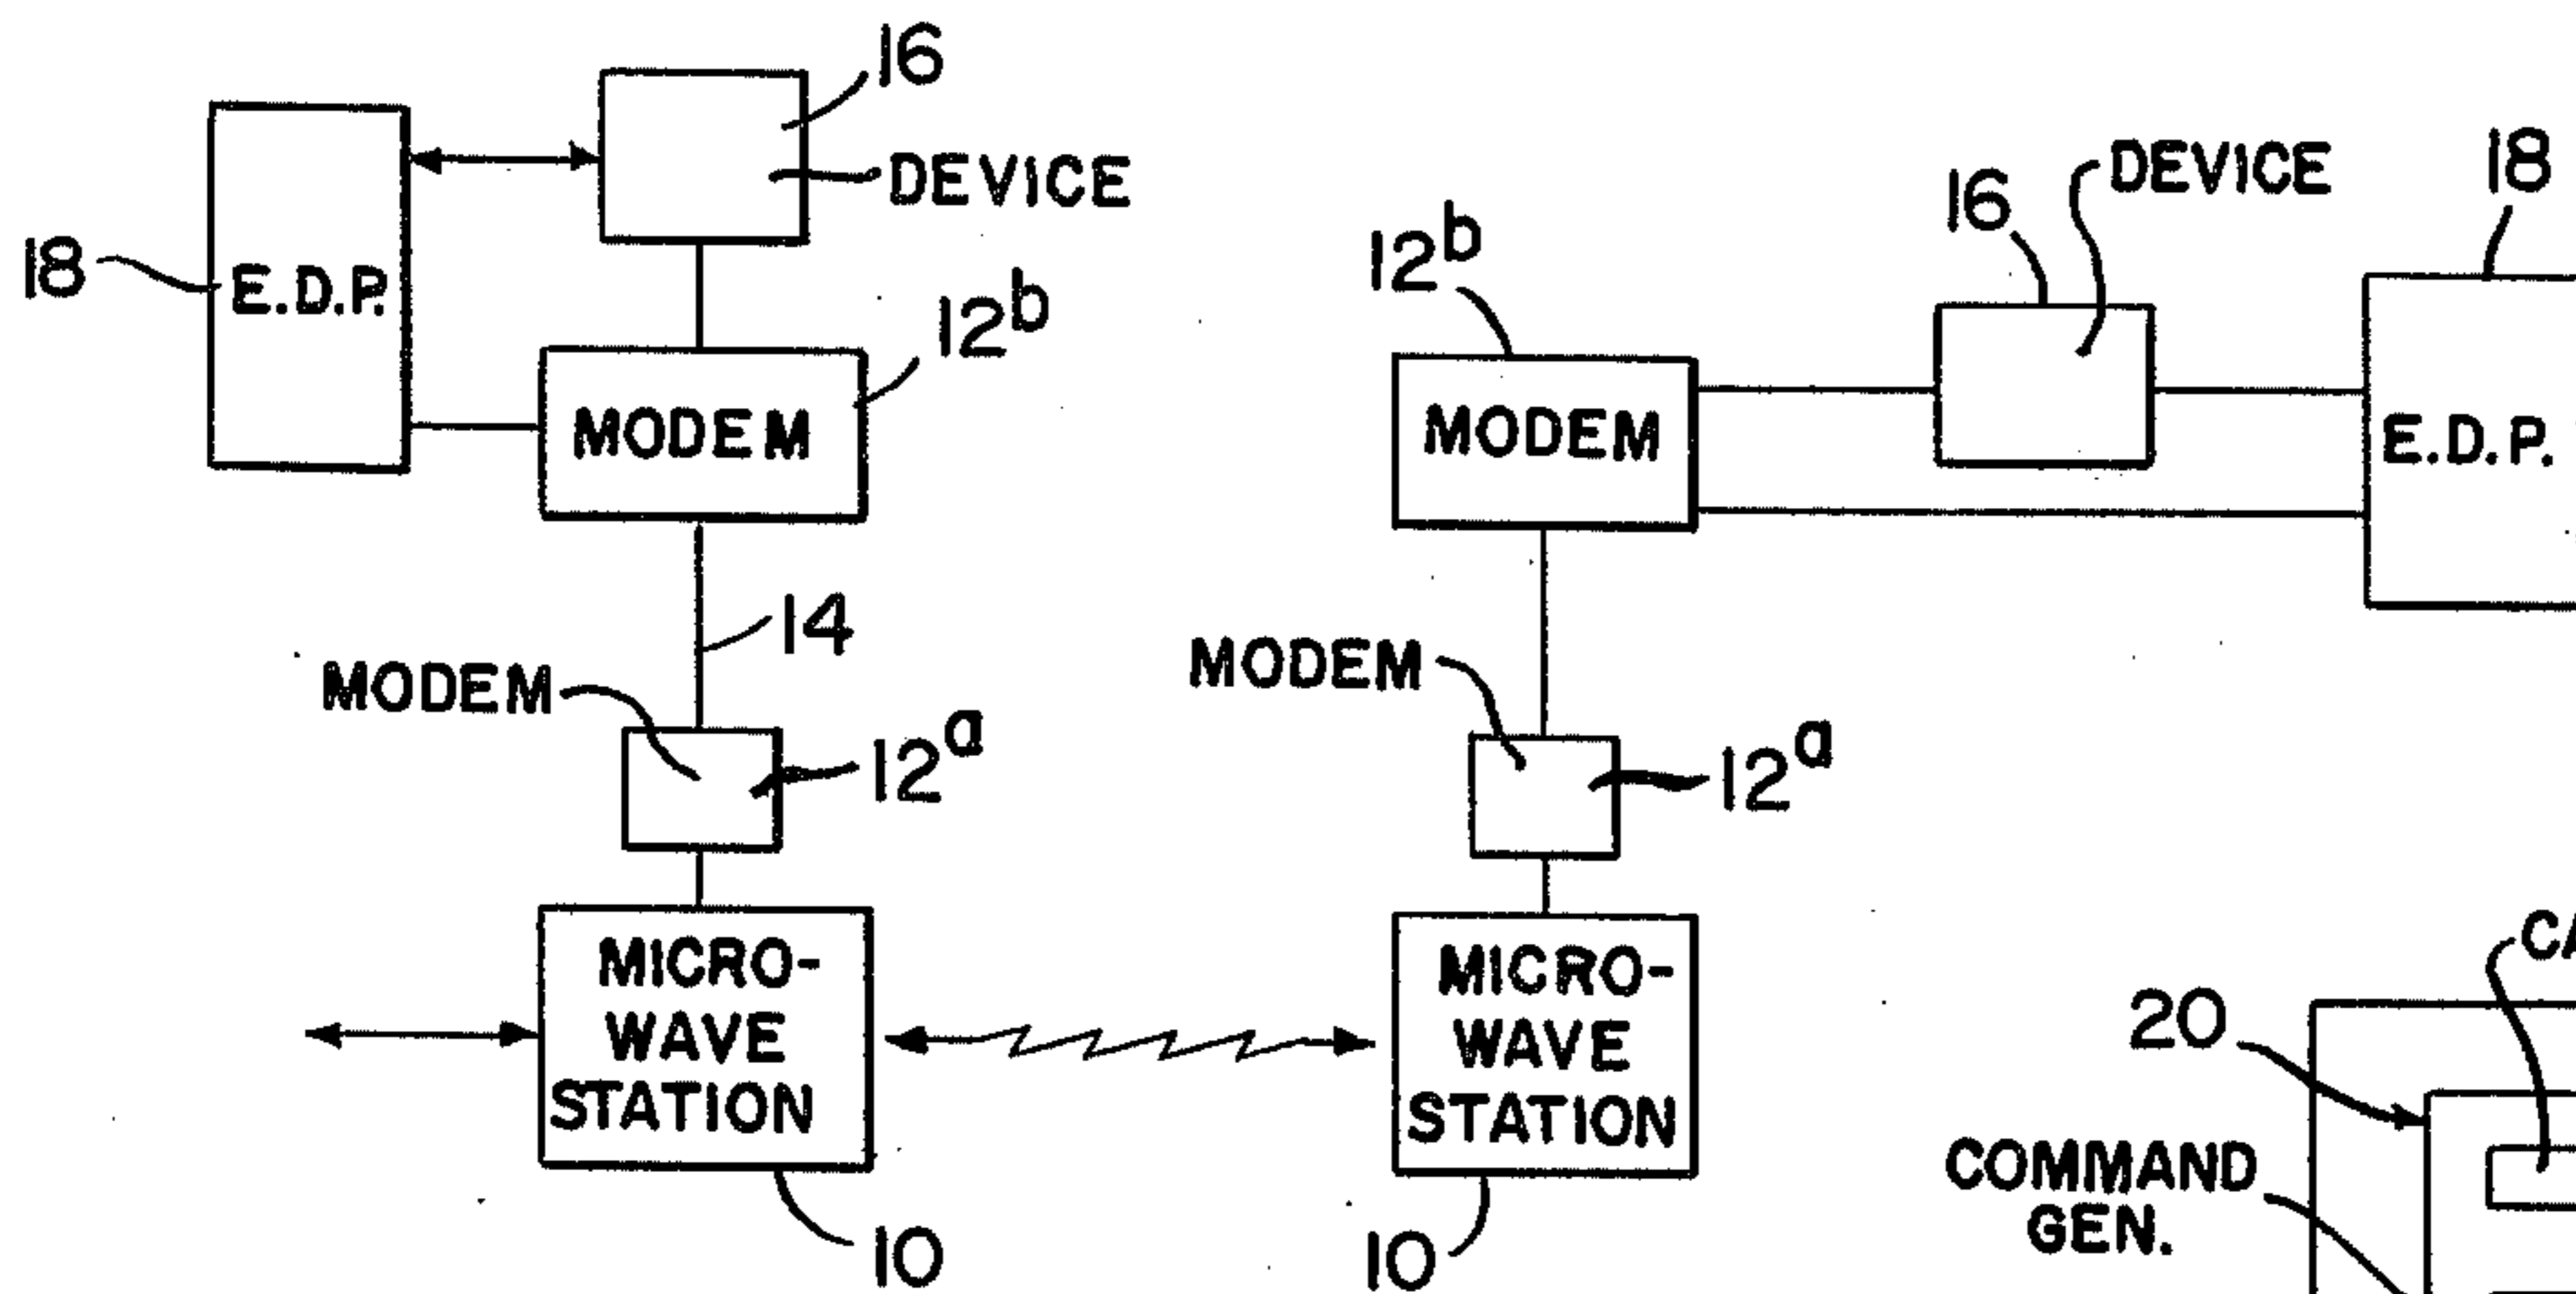 16
DEVICE
18
E.D.P.
12b
MODEM
14
MODEM
12a
MICRO-
WAVE
STATION
10
DEVICE
16
18
12b
MODEM
E.D.P.
MODEM
12a
MICRO-
WAVE
STATION
10
20
COMMAND
GEN.